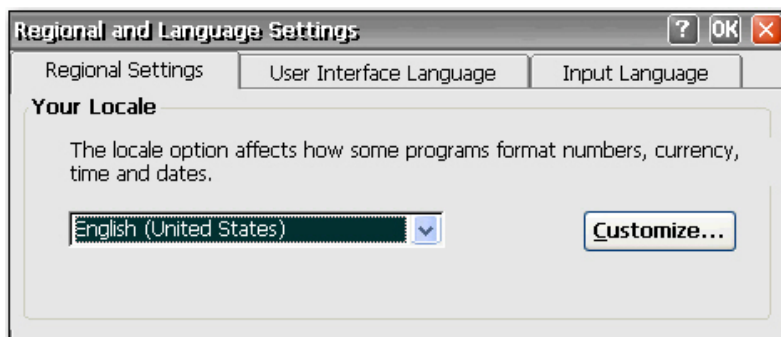 Regional and Language Settings ? OK X
Regional Settings User Interface Language Input Language
Your Locale
The locale option affects how some programs format numbers, currency,
time and dates.
English (United States) Customize...